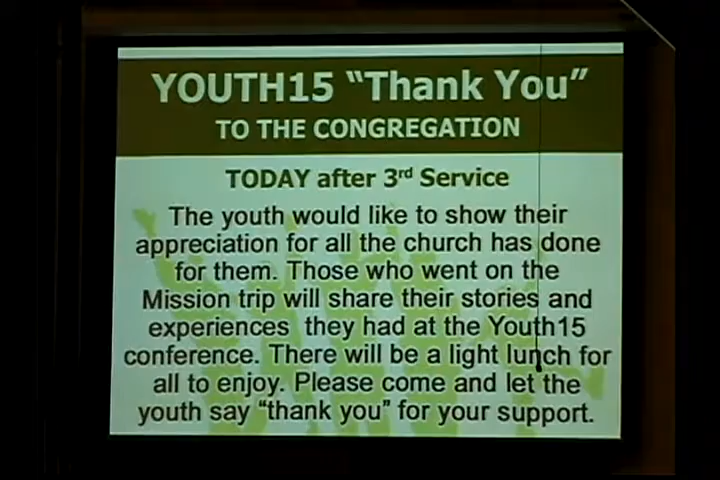 YOUTH15 “Thank You”
TO THE CONGREGATION
TODAY after 3rd Service
The youth would like to show their
appreciation for all the church has done
for them. Those who went on the
Mission trip will share their stories and
experiences they had at the Youth15
conference. There will be a light lunch for
all to enjoy. Please come and let the
youth say “thank you” for your support.